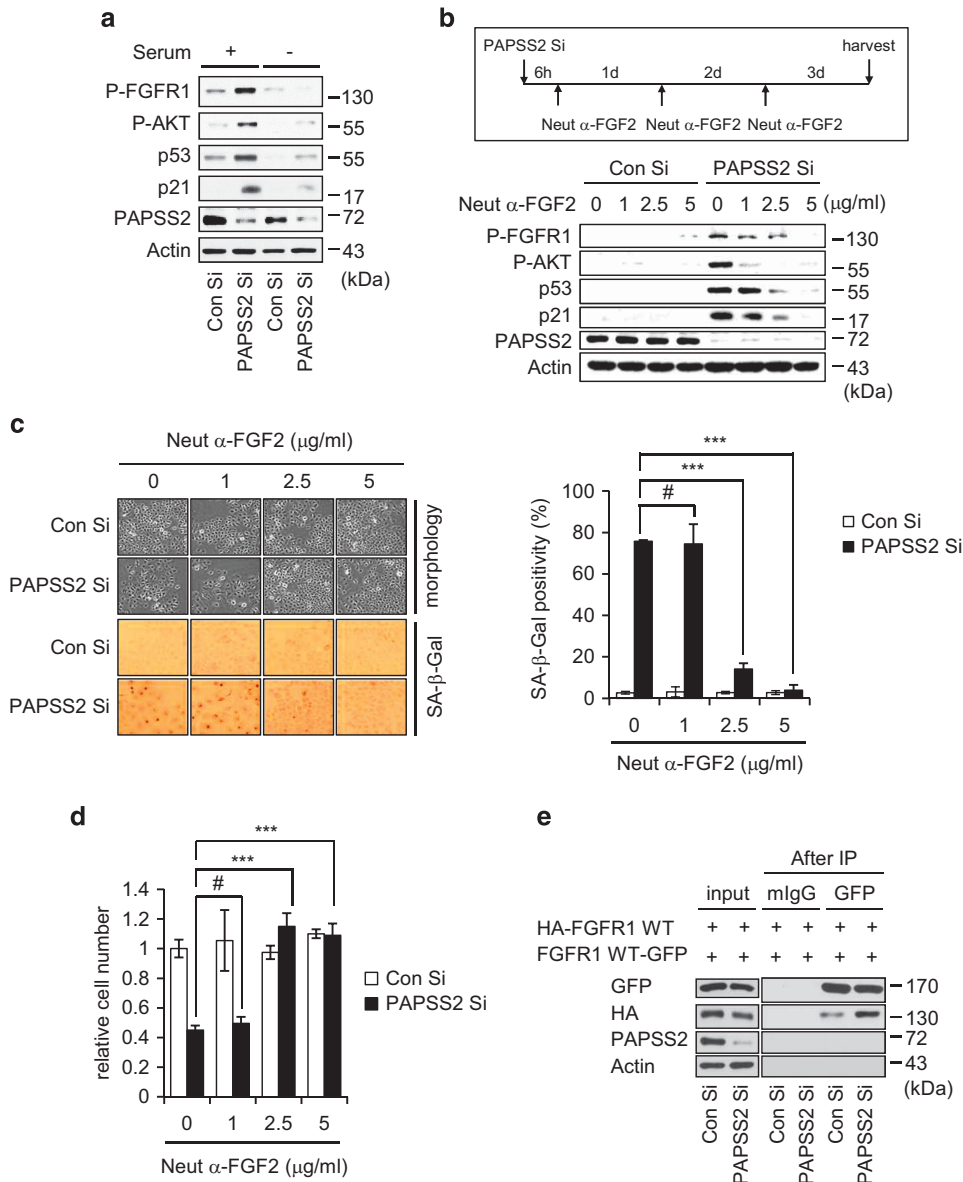 a
Serum + -
P-FGFR1
130
P-AKT
55
p53
55
p21
17
PAPSS2
72
Actin
43
(kDa)
Con Si
PAPSS2 Si
Con Si
PAPSS2 Si
b
PAPSS2 Si harvest
6h 1d 2d 3d
Neut α-FGF2 Neut α-FGF2 Neut α-FGF2
Con Si PAPSS2 Si
Neut α-FGF2 0 1 2.5 5 0 1 2.5 5 (μg/ml)
P-FGFR1
130
P-AKT
55
p53
55
p21
17
PAPSS2
72
Actin
43
(kDa)
c
Neut α-FGF2 (μg/ml)
0 1 2.5 5
Con Si
PAPSS2 Si
morphology
Con Si
PAPSS2 Si
SA-β-Gal
***
***
#
100
80
60
40
20
0
SA-β-Gal positivity (%)
Con Si
PAPSS2 Si
0 1 2.5 5
Neut α-FGF2 (μg/ml)
d
***
***
#
1.4
1.2
1
0.8
0.6
0.4
0.2
0
relative cell number
Con Si
PAPSS2 Si
0 1 2.5 5
Neut α-FGF2 (μg/ml)
e
After IP
input mIgG GFP
HA-FGFR1 WT + + + + + +
FGFR1 WT-GFP + + + + + +
GFP
170
HA
130
PAPSS2
72
Actin
43
(kDa)
Con Si
PAPSS2 Si
Con Si
PAPSS2 Si
Con Si
PAPSS2 Si